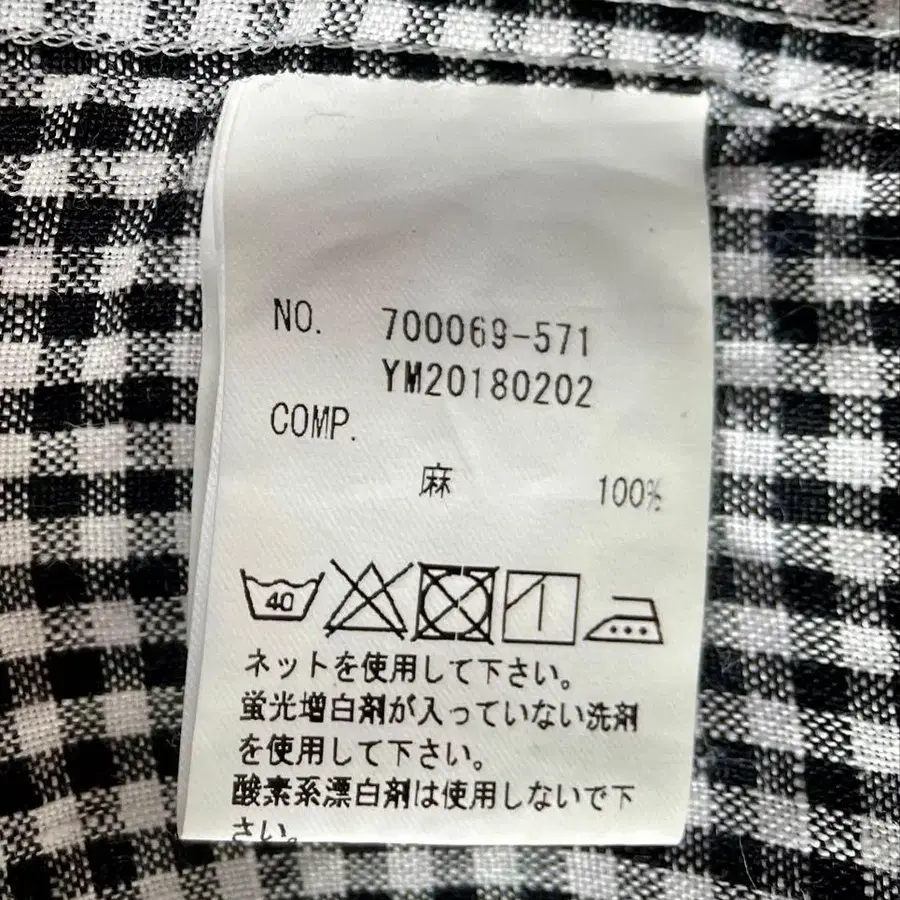 NO. 700069-571
YM20180202
COMP.
麻 100%
40
ネットを使用して下さい。
蛍光増白剤が入っていない洗剤
を使用して下さい。
酸素系漂白剤は使用しないで下
さい。